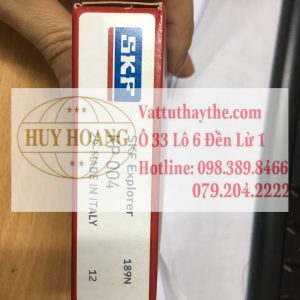 SKF
SKF Explorer
004
MADE IN ITALY
189N
12
HUY HOANG
Vattuthaythe.com
Ô 33 Lô 6 Đền Lừ 1
Hotline: 098.389.8466
079.204.2222